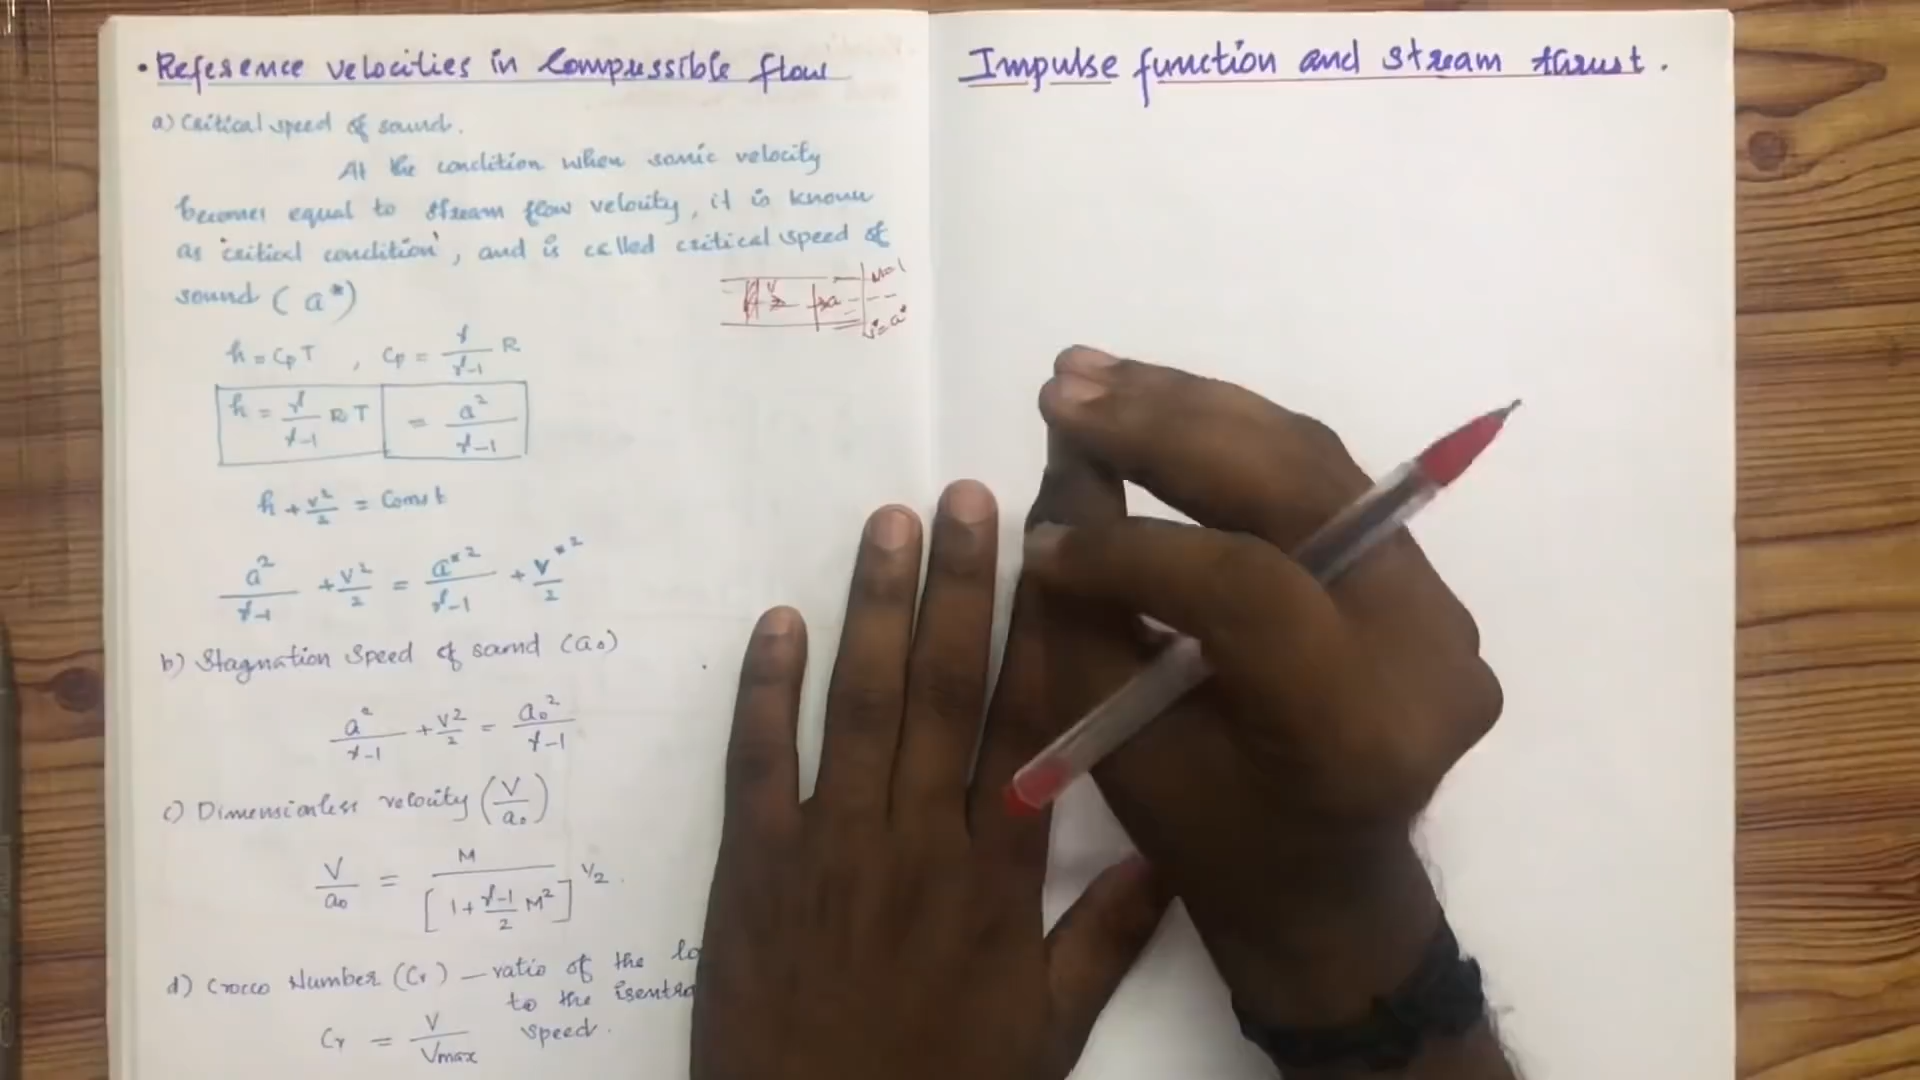 • Reference velocities in Compressible flow
a) Critical speed of sound.
At the condition when sonic velocity
becomes equal to stream flow velocity, it is known
as 'critical condition', and is called critical speed of
sound (a*)
M=1
V
a
V*=a*
h = CpT , Cp = γ/(γ-1) R
h = γ/(γ-1) RT = a²/(γ-1)
h + v²/2 = Const
a²/(γ-1) + V²/2 = a*²/(γ-1) + V*²/2
b) Stagnation Speed of sound (a₀)
a²/(γ-1) + V²/2 = a₀²/(γ-1)
c) Dimensionless velocity (V/a₀)
V/a₀ = M/[1 + (γ-1)/2 M²]^1/2 .
d) Crocco Number (Cr) — ratio of the
to the
speed.
Cr = V/Vmax
Impulse function and stream thrust.